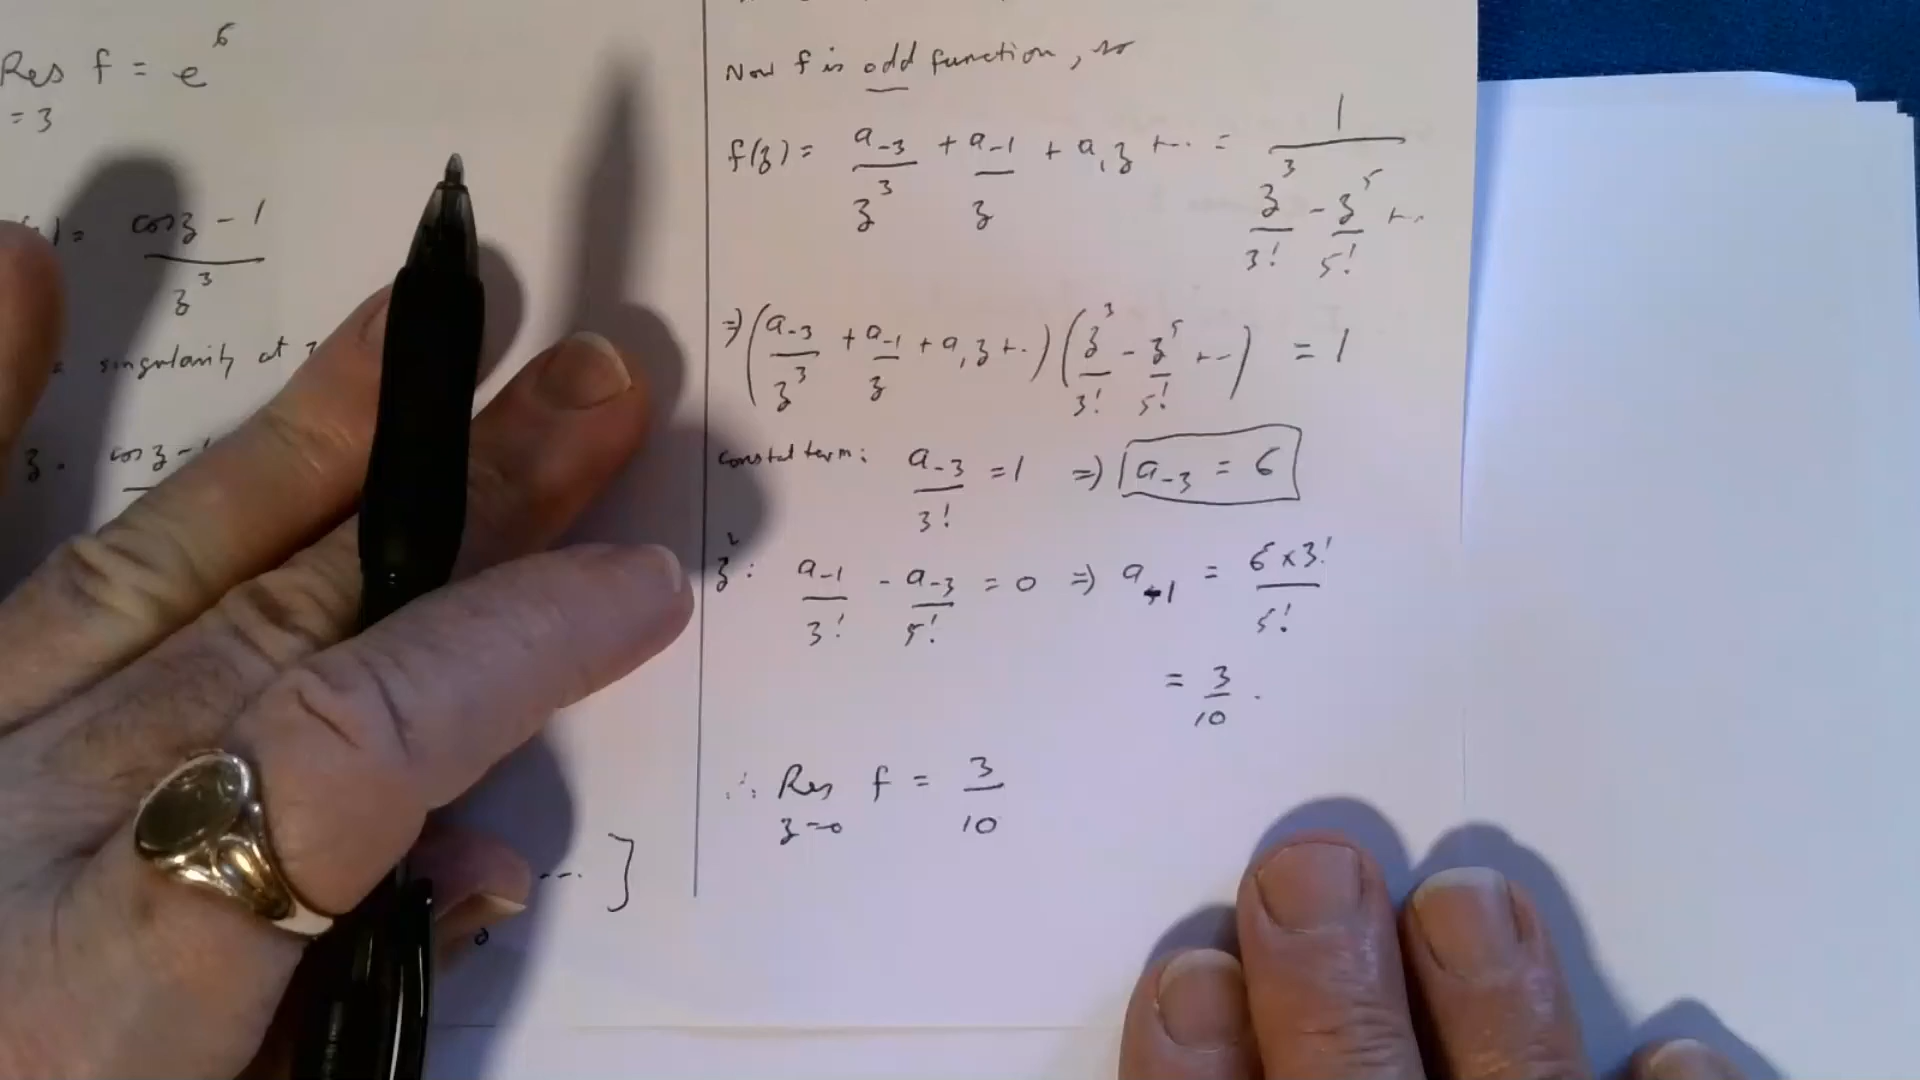 Res f = e^6
= 3
= cos z - 1 / z^3
singularity at
z . cos z - 1
--- ]
Now f is odd function, so
f(z) = a_-3 / z^3 + a_-1 / z + a_1 z + ... = 1 / (z^3 / 3! - z^5 / 5! + ..)
=> (a_-3 / z^3 + a_-1 / z + a_1 z + ..) (z^3 / 3! - z^5 / 5! + --) = 1
a_-3 / 3! = 1 => a_-3 = 6
z^2 : a_-1 / 3! - a_-3 / 5! = 0 => a_-1 = 6 × 3! / 5!
= 3 / 10 .
∴ Res f = 3 / 10
z=0